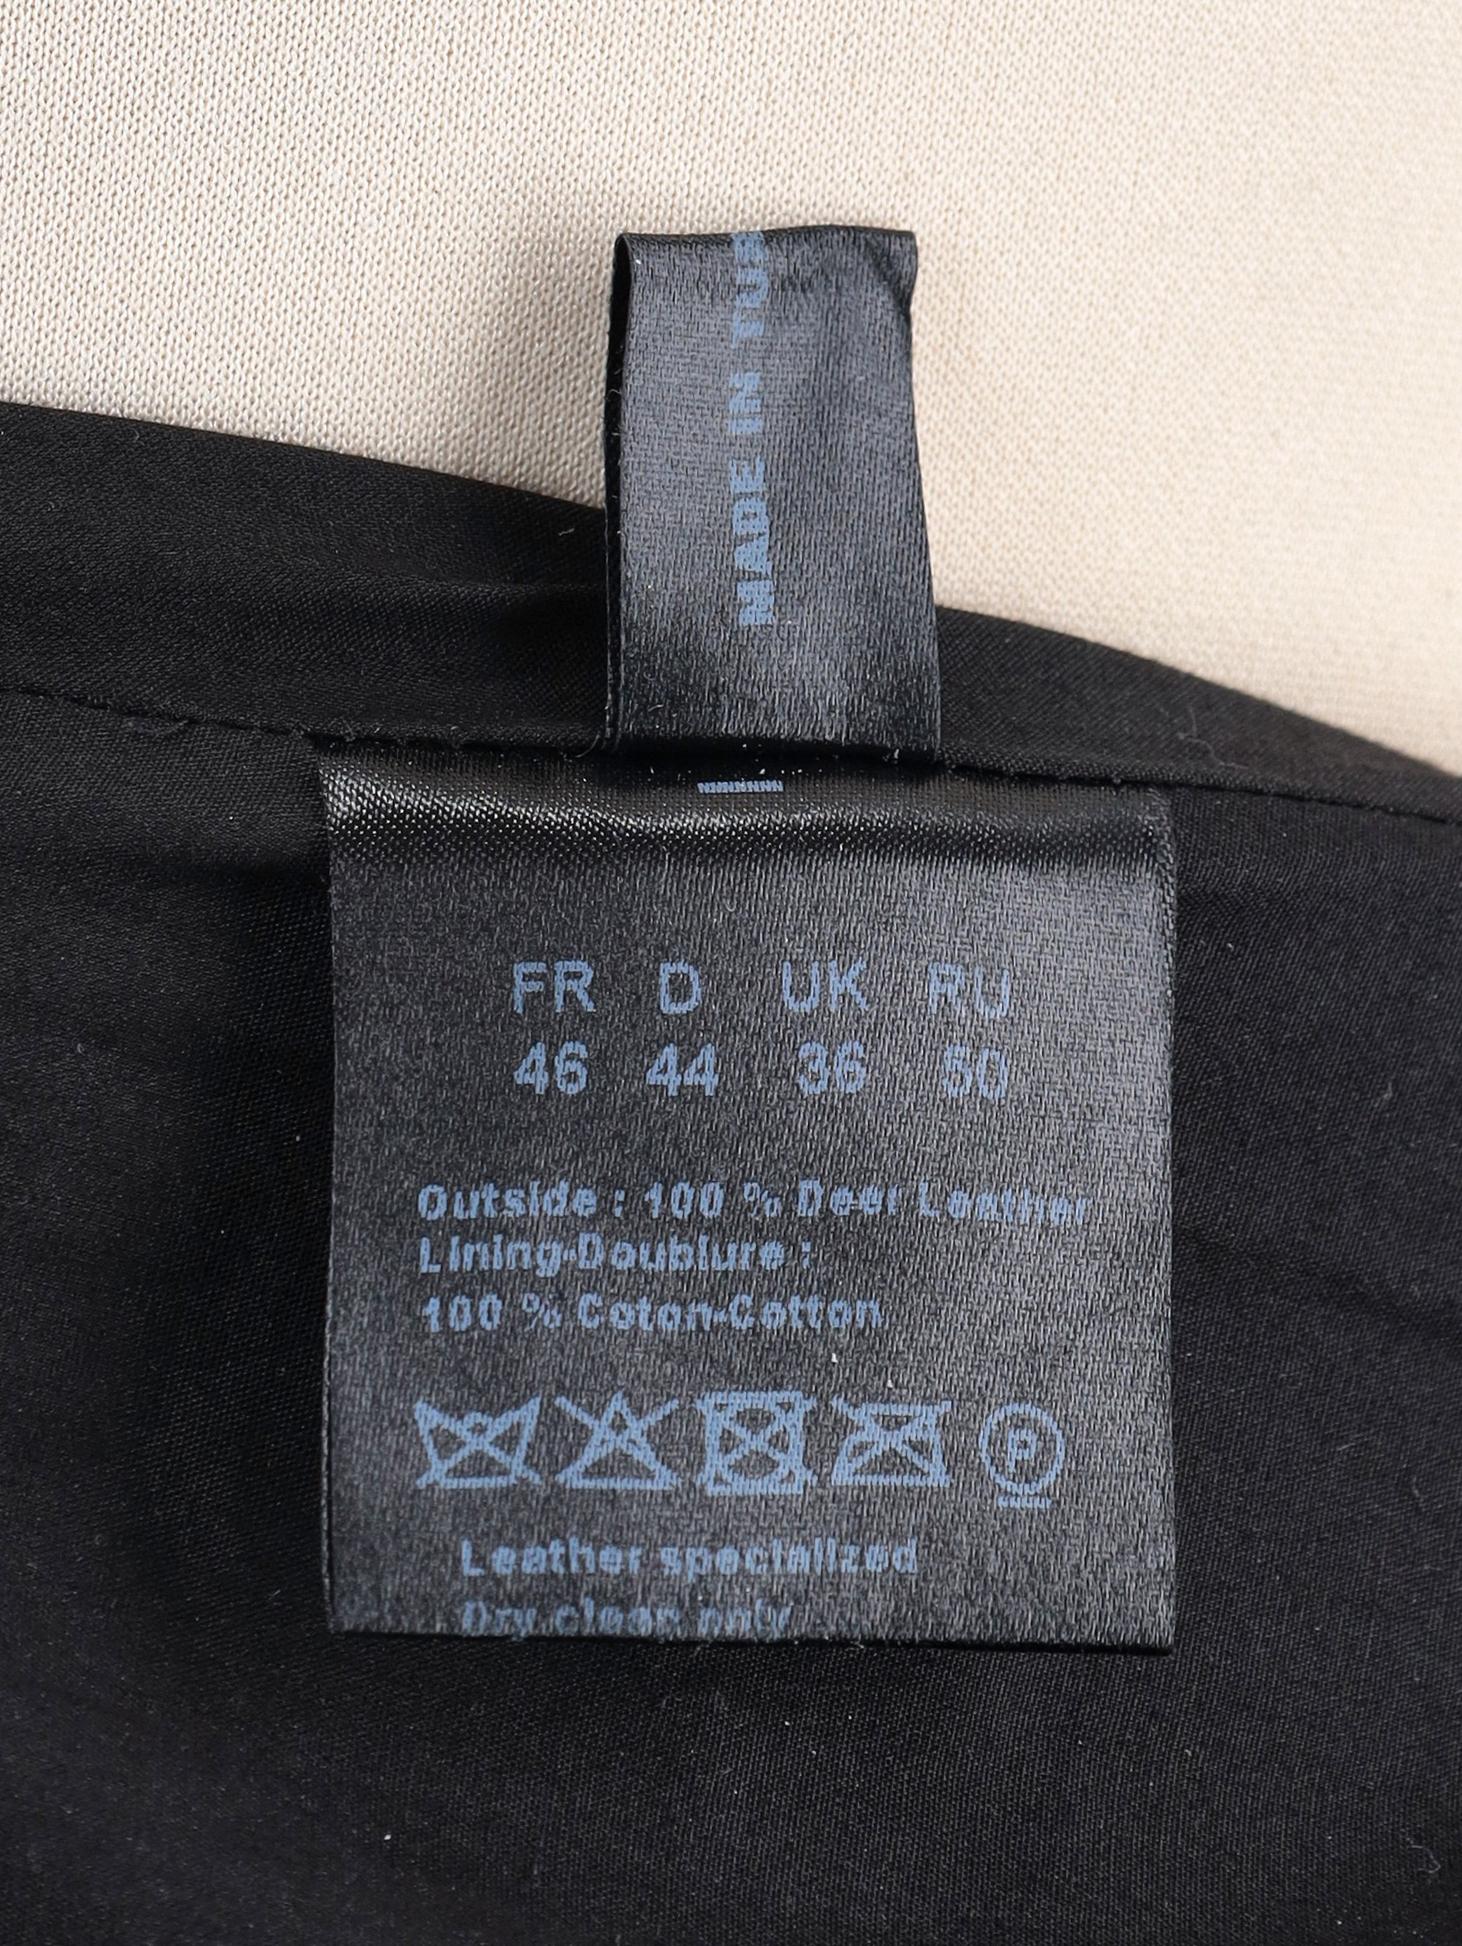 MADE IN TUR
FR D UK RU
46 44 36 50
Outside : 100 % Deer Leather
Lining-Doublure :
100 % Coton-Cotton
P
Leather specialized
Dry clean only